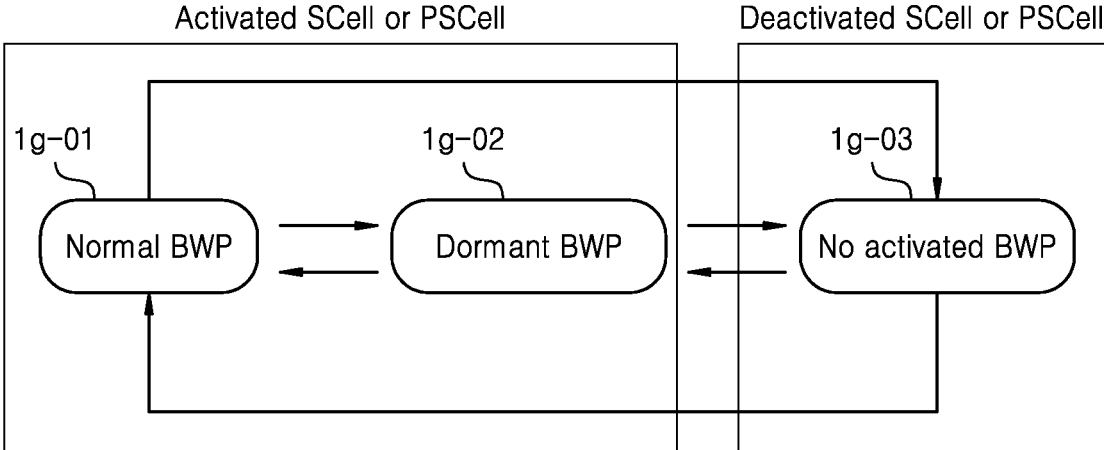 Activated SCell or PSCell
Deactivated SCell or PSCell
1g-01
1g-02
1g-03
Normal BWP
Dormant BWP
No activated BWP